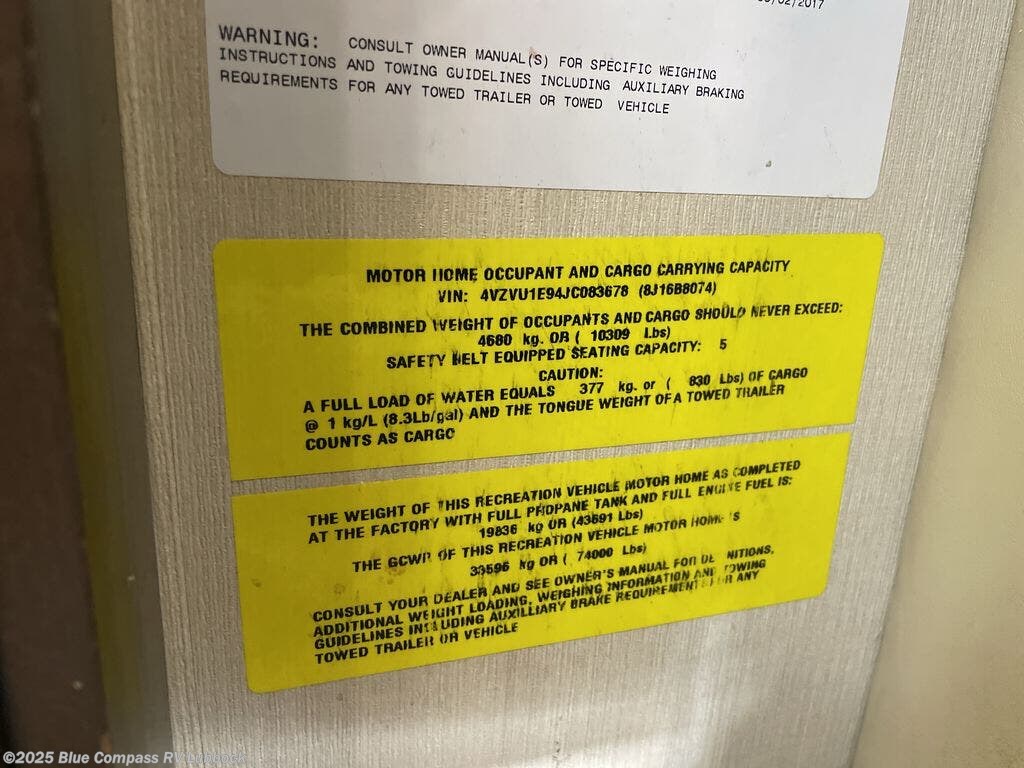 /02/2017
WARNING: CONSULT OWNER MANUAL(S) FOR SPECIFIC WEIGHING
INSTRUCTIONS AND TOWING GUIDELINES INCLUDING AUXILIARY BRAKING
REQUIREMENTS FOR ANY TOWED TRAILER OR TOWED VEHICLE
MOTOR HOME OCCUPANT AND CARGO CARRYING CAPACITY
VIN: 4VZVU1E94JC083678 (8J16B8074)
THE COMBINED WEIGHT OF OCCUPANTS AND CARGO SHOULD NEVER EXCEED:
4680 kg. OR ( 10309 Lbs)
SAFETY BELT EQUIPPED SEATING CAPACITY: 5
CAUTION:
A FULL LOAD OF WATER EQUALS 377 kg. or ( 830 Lbs) OF CARGO
@ 1 kg/L (8.3Lb/gal) AND THE TONGUE WEIGHT OF A TOWED TRAILER
COUNTS AS CARGO
THE WEIGHT OF THIS RECREATION VEHICLE MOTOR HOME AS COMPLETED
AT THE FACTORY WITH FULL PROPANE TANK AND FULL ENGINE FUEL IS:
19836 kg OR (43691 Lbs)
THE GCWR OF THIS RECREATION VEHICLE MOTOR HOME IS
33596 kg OR ( 74000 Lbs)
CONSULT YOUR DEALER AND SEE OWNER'S MANUAL FOR DEFINITIONS,
ADDITIONAL WEIGHT LOADING, WEIGHING INFORMATION AND TOWING
GUIDELINES INCLUDING AUXILLIARY BRAKE REQUIREMENTS FOR ANY
TOWED TRAILER OR VEHICLE
©2025 Blue Compass RV